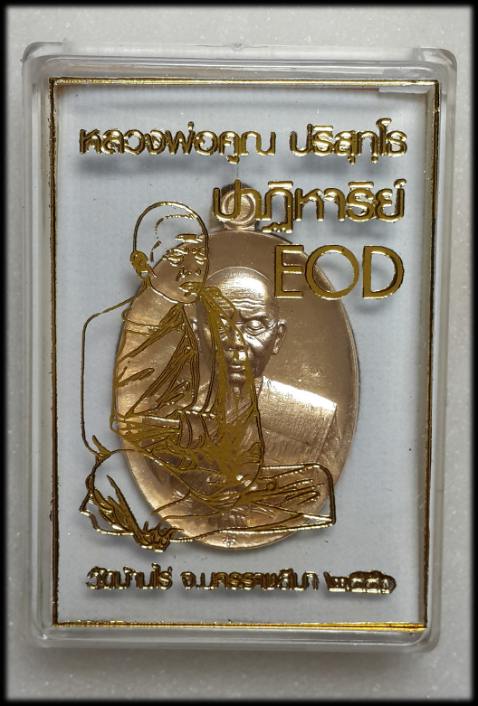 หลวงพ่อคูณ ปริสุทฺโธ
ปาฏิหาริย์
EOD
วัดบ้านไร่ จ.นครราชสีมา ๒๕๕๖